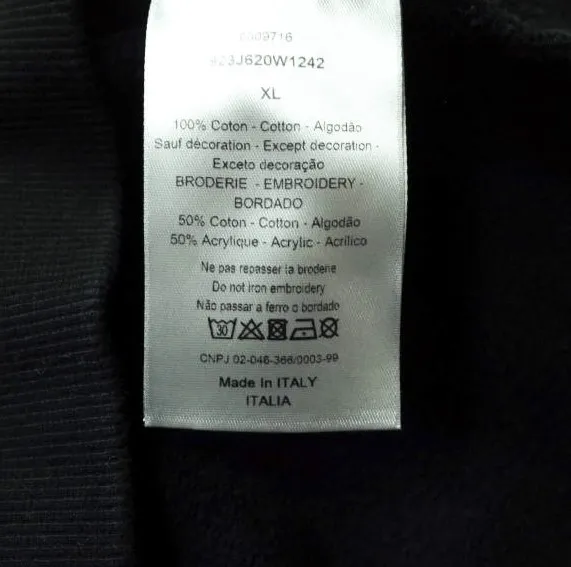 J620W1242
XL
100% Coton - Cotton - Algodão
Sauf décoration - Except decoration -
Exceto decoração
BRODERIE - EMBROIDERY -
BORDADO
50% Coton - Cotton - Algodão
50% Acrylique - Acrylic - Acrílico
Ne pas repasser la broderie
Do not iron embroidery
Não passar a ferro o bordado
30
CNPJ 02-046-366/0003-99
Made In ITALY
ITALIA